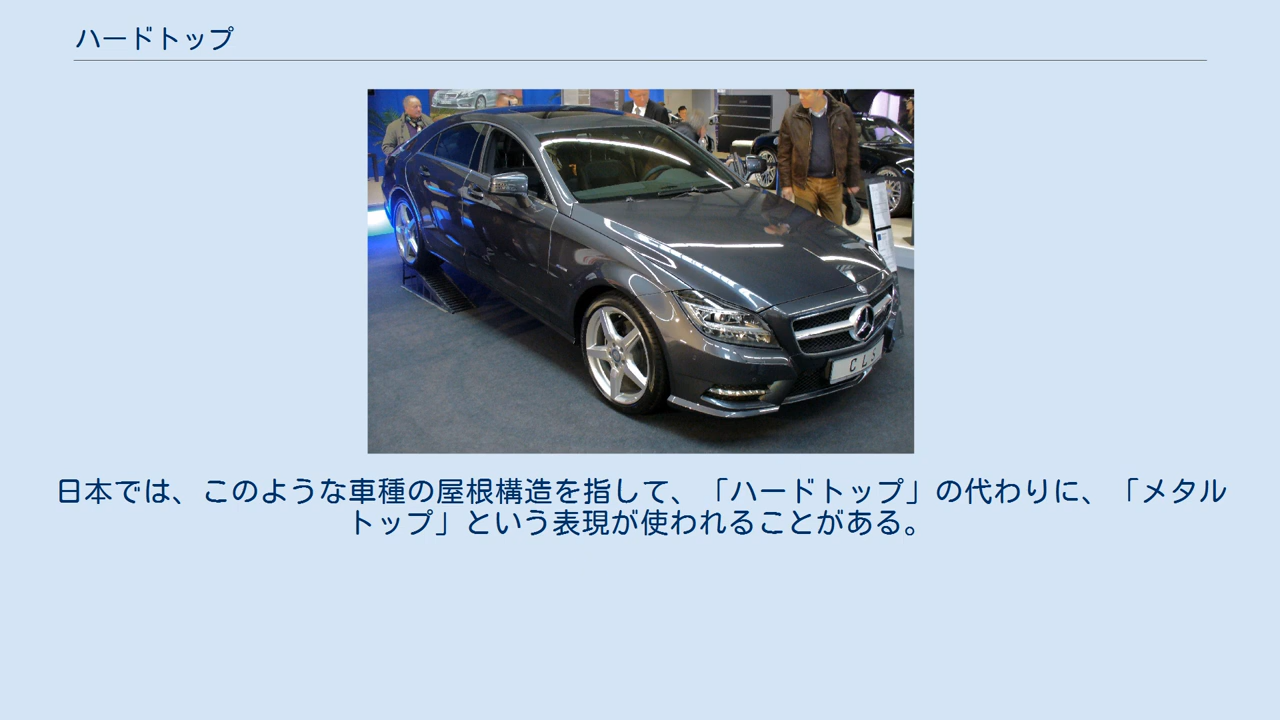 ハードトップ
CLS
日本では、このような車種の屋根構造を指して、「ハードトップ」の代わりに、「メタル
トップ」という表現が使われることがある。